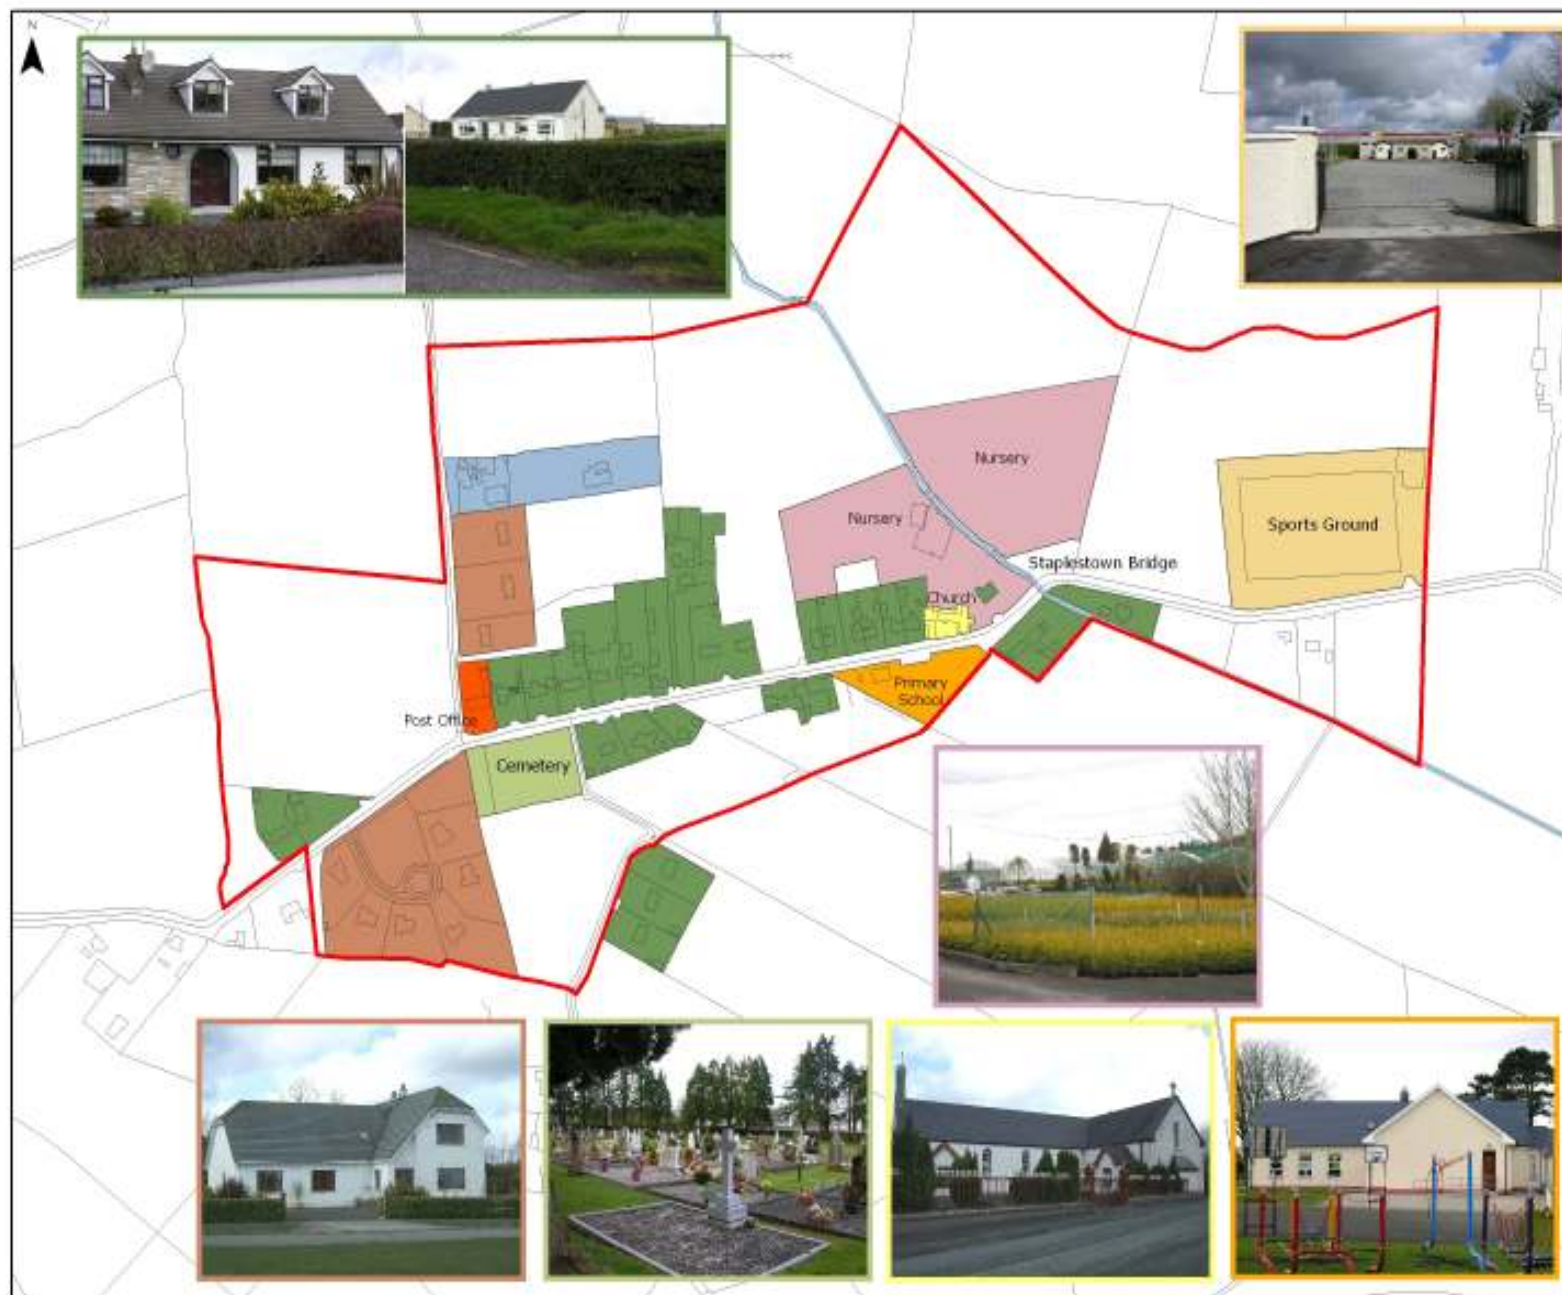 N
Nursery
Nursery
Sports Ground
Staplestown Bridge
Church
Primary
School
Post Office
Cemetery